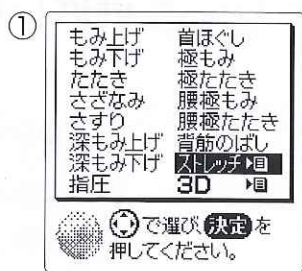 ①
もみ上げ 首ほぐし
もみ下げ 極もみ
たたき 極たたき
さざなみ 腰極もみ
さすり 腰極たたき
深もみ上げ 背筋のばし
深もみ下げ ストレッチ
指圧 3D
で選び、決定を
押してください。